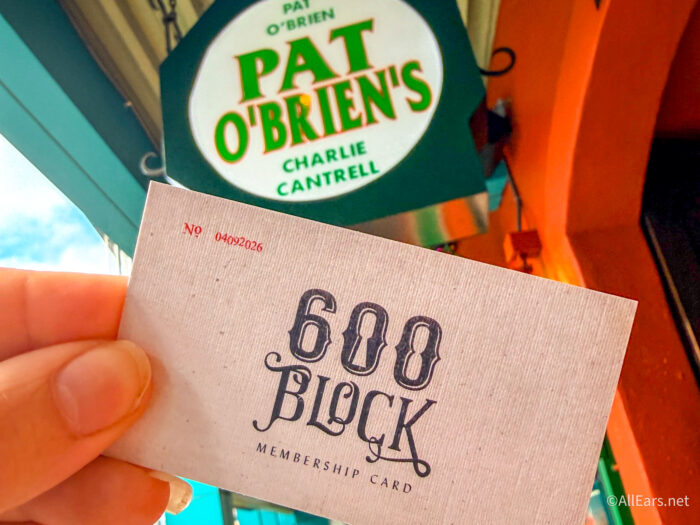 PAT
O'BRIEN
PAT
O'BRIEN'S
CHARLIE
CANTRELL
Nº 04092026
600
BLOCK
MEMBERSHIP CARD
©AllEars.net